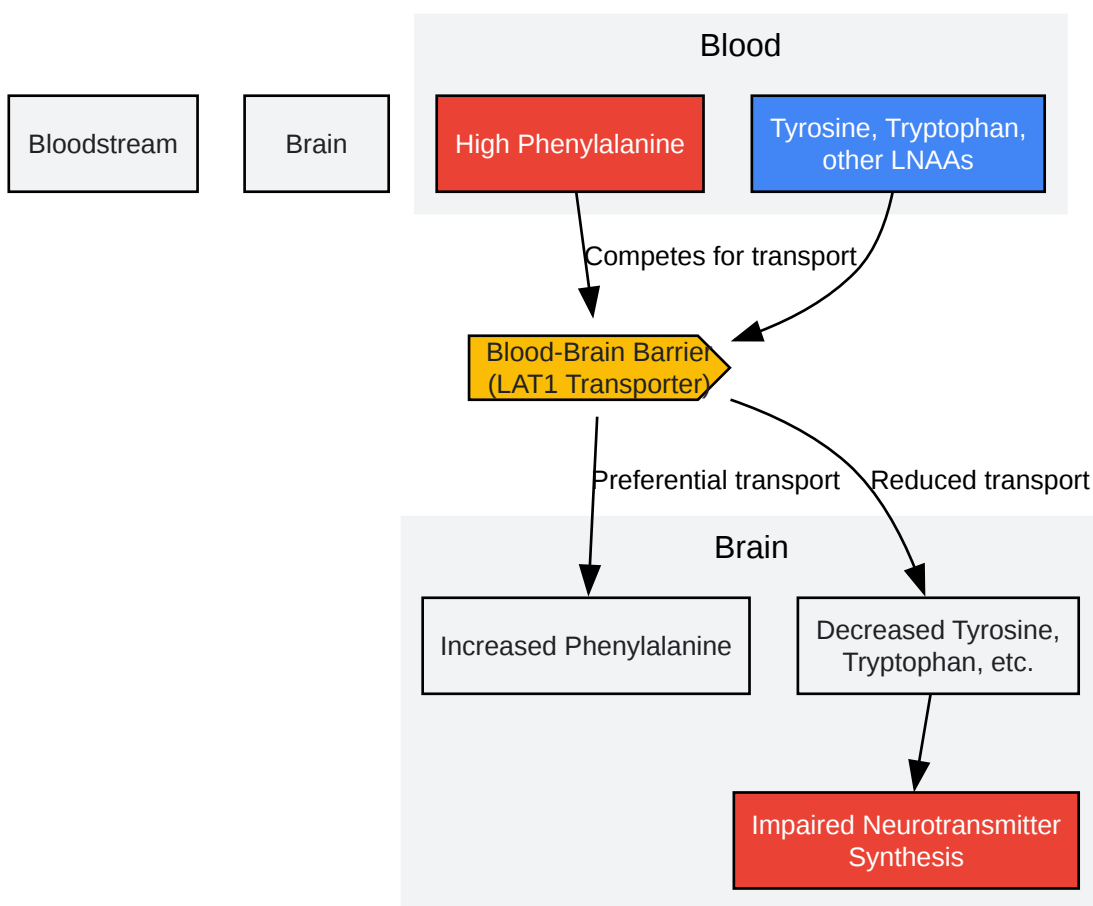 Blood
Bloodstream
Brain
High Phenylalanine
Tyrosine, Tryptophan,
other LNAAs
Competes for transport
Blood-Brain Barrier
(LAT1 Transporter)
Preferential transport
Reduced transport
Brain
Increased Phenylalanine
Decreased Tyrosine,
Tryptophan, etc.
Impaired Neurotransmitter
Synthesis